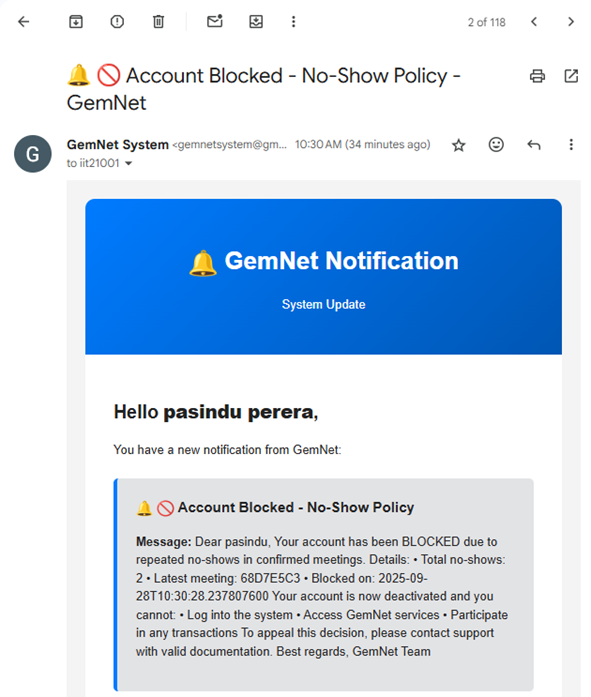 2 of 118
🔔 🚫 Account Blocked - No-Show Policy -
GemNet
G
GemNet System <gemnetsystem@gm... 10:30 AM (34 minutes ago)
to iit21001
🔔 GemNet Notification
System Update
Hello pasindu perera,
You have a new notification from GemNet:
🔔 🚫 Account Blocked - No-Show Policy
Message: Dear pasindu, Your account has been BLOCKED due to
repeated no-shows in confirmed meetings. Details: • Total no-shows:
2 • Latest meeting: 68D7E5C3 • Blocked on: 2025-09-
28T10:30:28.237807600 Your account is now deactivated and you
cannot: • Log into the system • Access GemNet services • Participate
in any transactions To appeal this decision, please contact support
with valid documentation. Best regards, GemNet Team